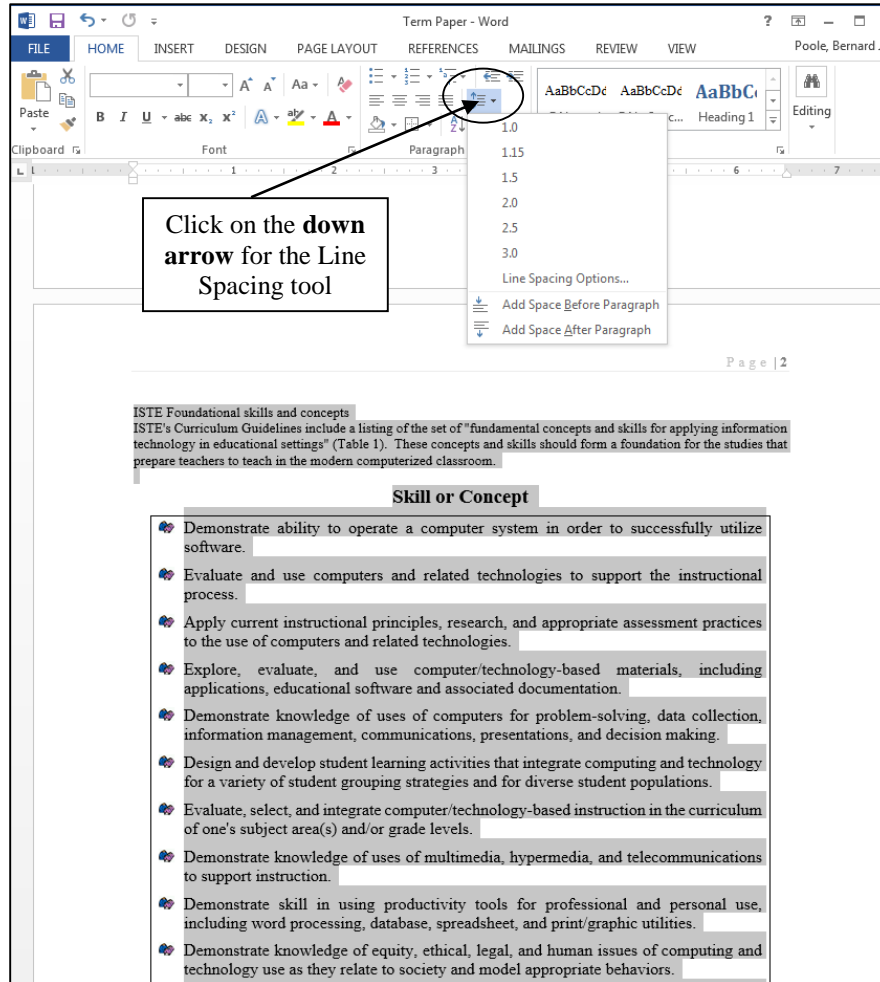 Term Paper - Word
?
FILE HOME INSERT DESIGN PAGE LAYOUT REFERENCES MAILINGS REVIEW VIEW Poole, Bernard J
Aa
AaBbCcDd AaBbCcDd AaBbC
Paste
B I U abc X₂ X² A aby A
c... Heading 1
Editing
Clipboard Font Paragraph
1 2 3 6 7
Click on the down
arrow for the Line
Spacing tool
1.0
1.15
1.5
2.0
2.5
3.0
Line Spacing Options...
Add Space Before Paragraph
Add Space After Paragraph
Page |2
ISTE Foundational skills and concepts
ISTE's Curriculum Guidelines include a listing of the set of "fundamental concepts and skills for applying information
technology in educational settings" (Table 1). These concepts and skills should form a foundation for the studies that
prepare teachers to teach in the modern computerized classroom.
Skill or Concept
Demonstrate ability to operate a computer system in order to successfully utilize
software.
Evaluate and use computers and related technologies to support the instructional
process.
Apply current instructional principles, research, and appropriate assessment practices
to the use of computers and related technologies.
Explore, evaluate, and use computer/technology-based materials, including
applications, educational software and associated documentation.
Demonstrate knowledge of uses of computers for problem-solving, data collection,
information management, communications, presentations, and decision making.
Design and develop student learning activities that integrate computing and technology
for a variety of student grouping strategies and for diverse student populations.
Evaluate, select, and integrate computer/technology-based instruction in the curriculum
of one's subject area(s) and/or grade levels.
Demonstrate knowledge of uses of multimedia, hypermedia, and telecommunications
to support instruction.
Demonstrate skill in using productivity tools for professional and personal use,
including word processing, database, spreadsheet, and print/graphic utilities.
Demonstrate knowledge of equity, ethical, legal, and human issues of computing and
technology use as they relate to society and model appropriate behaviors.